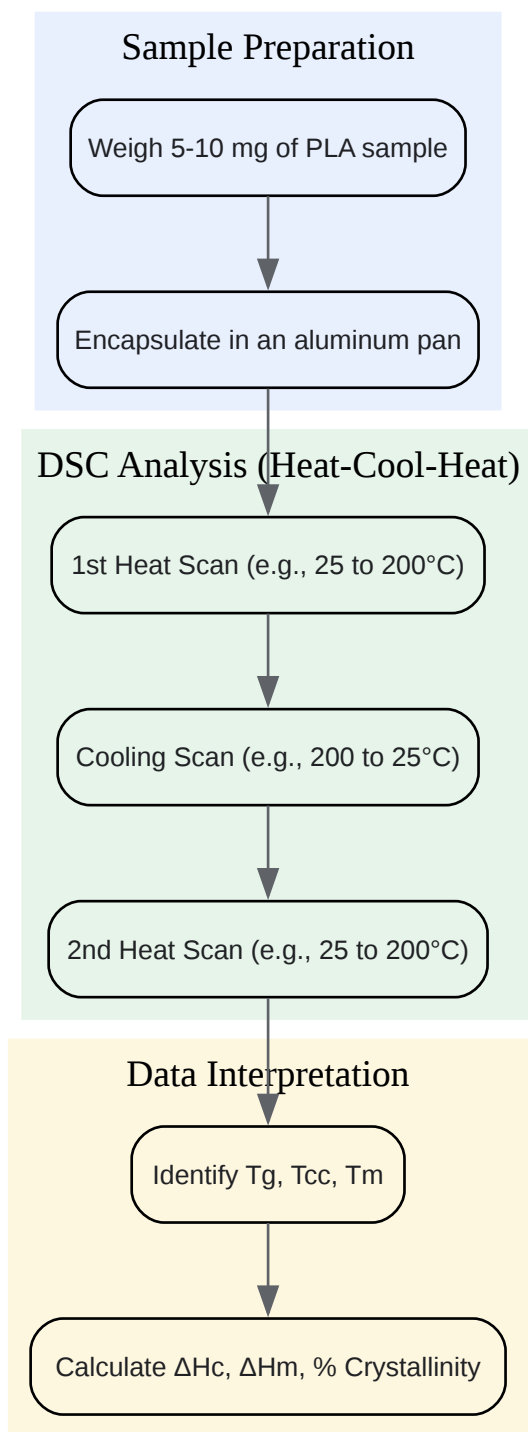 Sample Preparation
Weigh 5-10 mg of PLA sample
Encapsulate in an aluminum pan
DSC Analysis (Heat-Cool-Heat)
1st Heat Scan (e.g., 25 to 200°C)
Cooling Scan (e.g., 200 to 25°C)
2nd Heat Scan (e.g., 25 to 200°C)
Data Interpretation
Identify Tg, Tcc, Tm
Calculate ΔHc, ΔHm, % Crystallinity